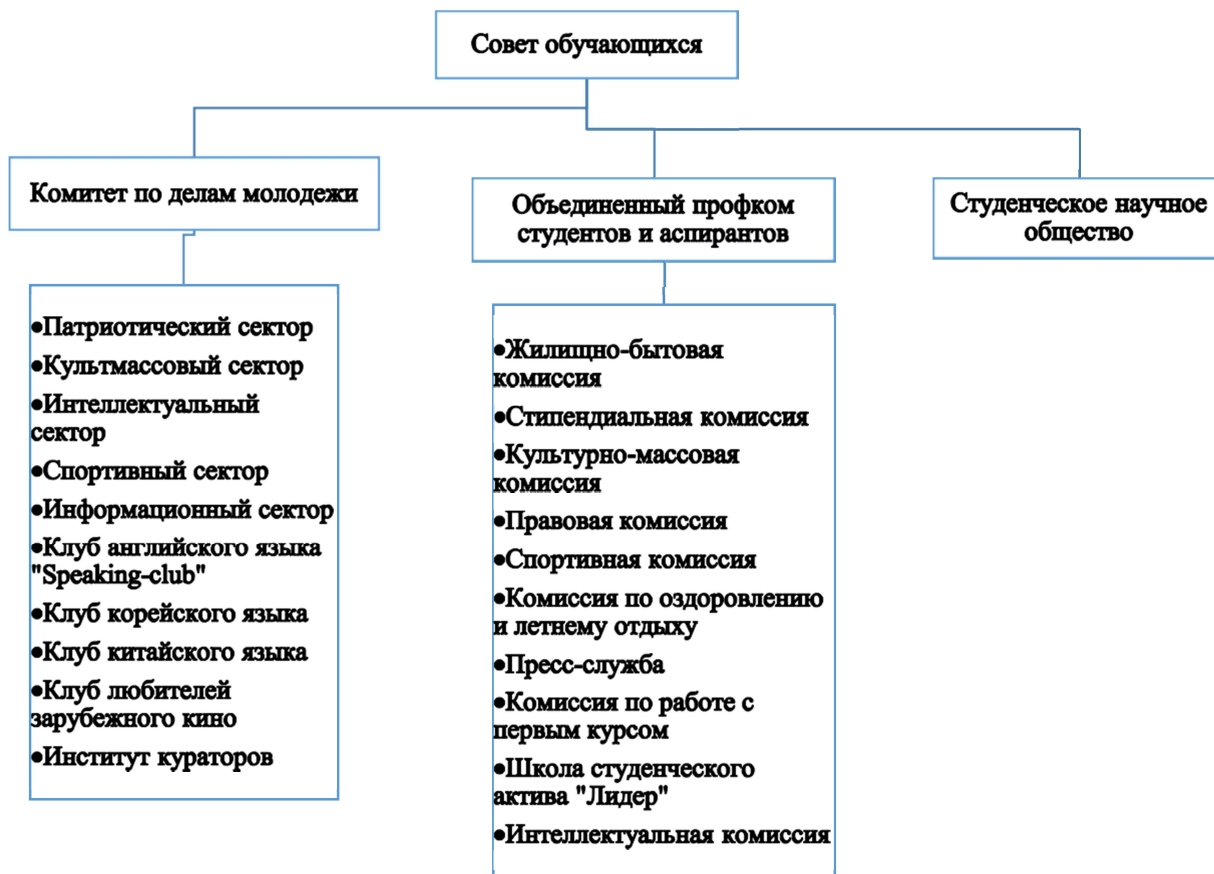 Совет обучающихся
Комитет по делам молодежи
•Патриотический сектор
•Культмассовый сектор
•Интеллектуальный
сектор
•Спортивный сектор
•Информационный сектор
•Клуб английского языка
"Speaking-club"
•Клуб корейского языка
•Клуб китайского языка
•Клуб любителей
зарубежного кино
•Институт кураторов
Объединенный профком
студентов и аспирантов
•Жилищно-бытовая
комиссия
•Стипендиальная комиссия
•Культурно-массовая
комиссия
•Правовая комиссия
•Спортивная комиссия
•Комиссия по оздоровлению
и летнему отдыху
•Пресс-служба
•Комиссия по работе с
первым курсом
•Школа студенческого
актива "Лидер"
•Интеллектуальная комиссия
Студенческое научное
общество